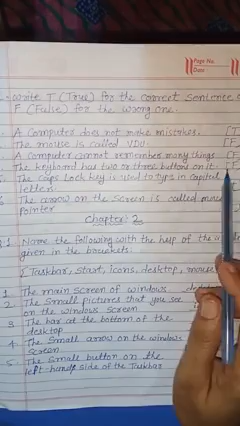 Page No.
Date
Write T (True) for the correct sentence
F (False) for the wrong one.
A Computer does not make mistakes. [T
The mouse is called VDU. [F
A computer cannot remember many things [F
The keyboard has two or three buttons on it. [
The Caps Lock key is used to type in capital
letter.
The arrow on the screen is called mouse
pointer
Chapter: 2
Q.1 Name the following with the help of the
given in the brackets:
[Taskbar, start, icons, desktop, mouse
1. The main screen of windows
2. The Small pictures that you see
on the windows screen
3 The bar at the bottom of the
desktop
4. The Small arrow on the windows
screen
5. The Small button on the
left-hand side of the Taskbar